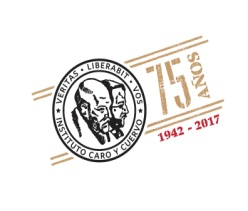 VERITAS • LIBERABIT • VOS
• INSTITUTO CARO Y CUERVO •
75
AÑOS
1942 - 2017